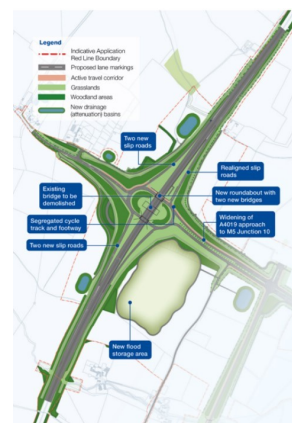 Legend
Indicative Application
Red Line Boundary
Proposed lane markings
Active travel corridor
Grasslands
Woodland areas
New drainage
(attenuation) basins
Two new
slip roads
Realigned slip
roads
Existing
bridge to be
demolished
New roundabout with
two new bridges
Segregated cycle
track and footway
Widening of
A4019 approach
to M5 Junction 10
Two new slip roads
New flood
storage area